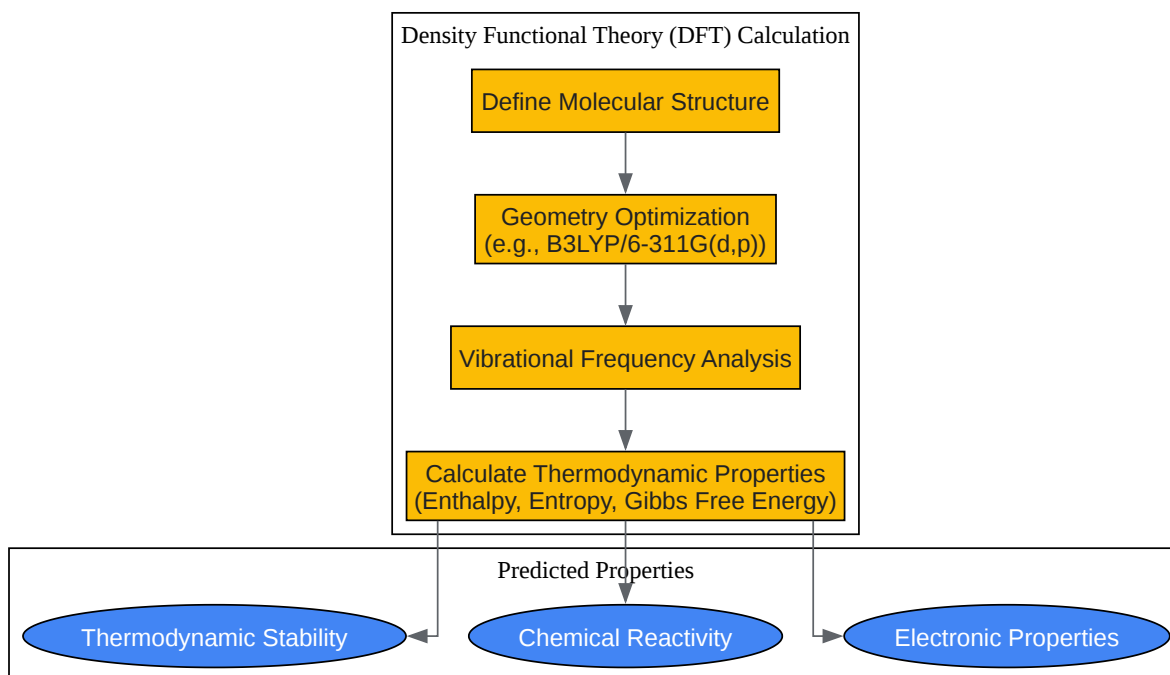 Density Functional Theory (DFT) Calculation
Define Molecular Structure
Geometry Optimization
(e.g., B3LYP/6-311G(d,p))
Vibrational Frequency Analysis
Calculate Thermodynamic Properties
(Enthalpy, Entropy, Gibbs Free Energy)
Predicted Properties
Thermodynamic Stability
Chemical Reactivity
Electronic Properties